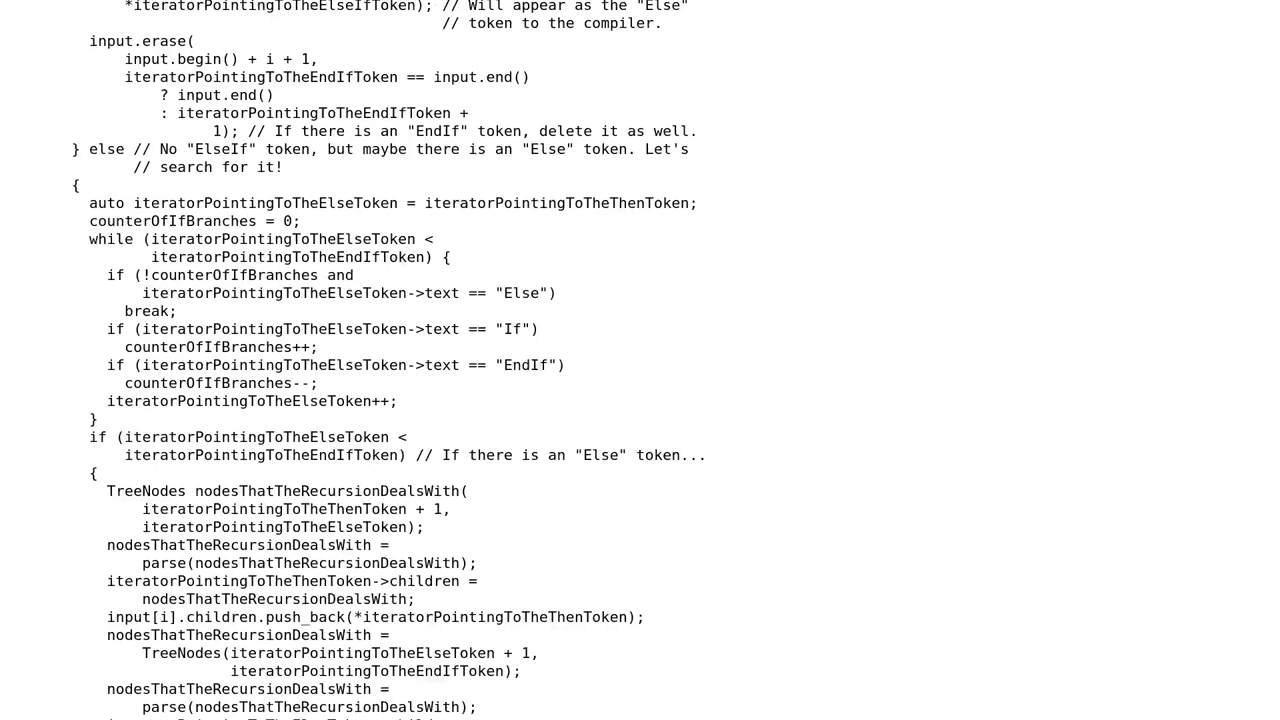 *iteratorPointingToTheElseIfToken); // Will appear as the "Else"
// token to the compiler.
input.erase(
input.begin() + i + 1,
iteratorPointingToTheEndIfToken == input.end()
? input.end()
: iteratorPointingToTheEndIfToken +
1); // If there is an "EndIf" token, delete it as well.
} else // No "ElseIf" token, but maybe there is an "Else" token. Let's
// search for it!
{
auto iteratorPointingToTheElseToken = iteratorPointingToTheThenToken;
counterOfIfBranches = 0;
while (iteratorPointingToTheElseToken <
iteratorPointingToTheEndIfToken) {
if (!counterOfIfBranches and
iteratorPointingToTheElseToken->text == "Else")
break;
if (iteratorPointingToTheElseToken->text == "If")
counterOfIfBranches++;
if (iteratorPointingToTheElseToken->text == "EndIf")
counterOfIfBranches--;
iteratorPointingToTheElseToken++;
}
if (iteratorPointingToTheElseToken <
iteratorPointingToTheEndIfToken) // If there is an "Else" token...
{
TreeNodes nodesThatTheRecursionDealsWith(
iteratorPointingToTheThenToken + 1,
iteratorPointingToTheElseToken);
nodesThatTheRecursionDealsWith =
parse(nodesThatTheRecursionDealsWith);
iteratorPointingToTheThenToken->children =
nodesThatTheRecursionDealsWith;
input[i].children.push_back(*iteratorPointingToTheThenToken);
nodesThatTheRecursionDealsWith =
TreeNodes(iteratorPointingToTheElseToken + 1,
iteratorPointingToTheEndIfToken);
nodesThatTheRecursionDealsWith =
parse(nodesThatTheRecursionDealsWith);